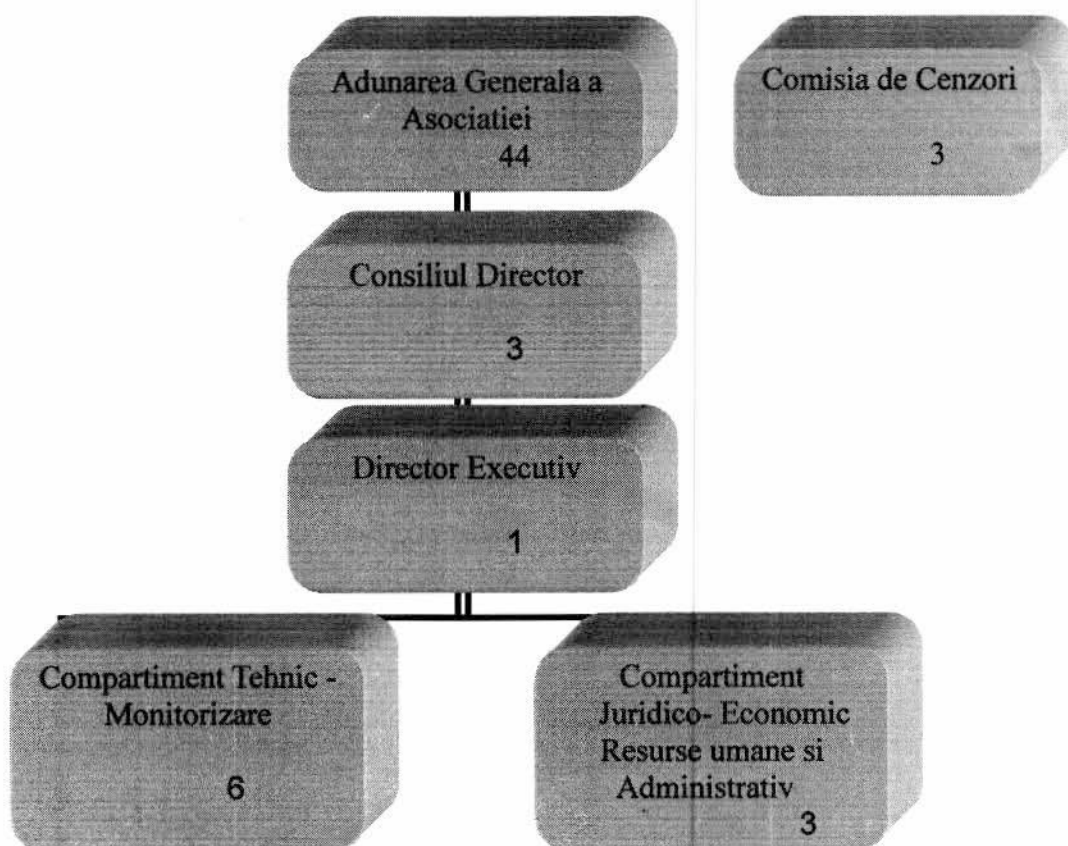 Adunarea Generala a
Asociatiei
44
Comisia de Cenzori
3
Consiliul Director
3
Director Executiv
1
Compartiment Tehnic -
Monitorizare
6
Compartiment
Juridico- Economic
Resurse umane si
Administrativ
3